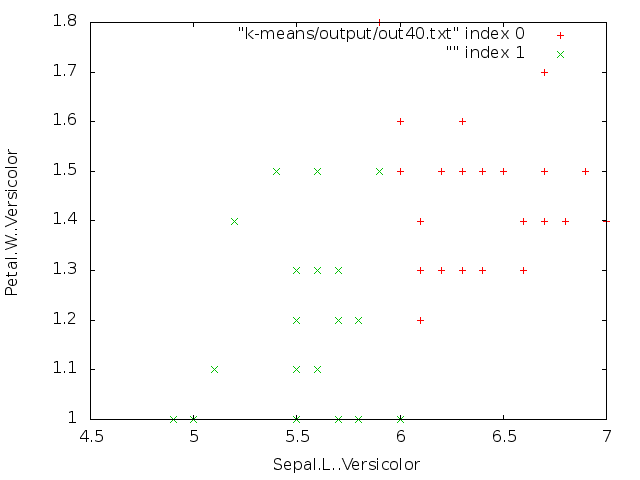 1.8
"k-means/output/out40.txt" index 0
"" index 1
1.7
1.6
1.5
1.4
1.3
1.2
1.1
1
4.5 5 5.5 6 6.5 7
Petal.W..Versicolor
Sepal.L..Versicolor